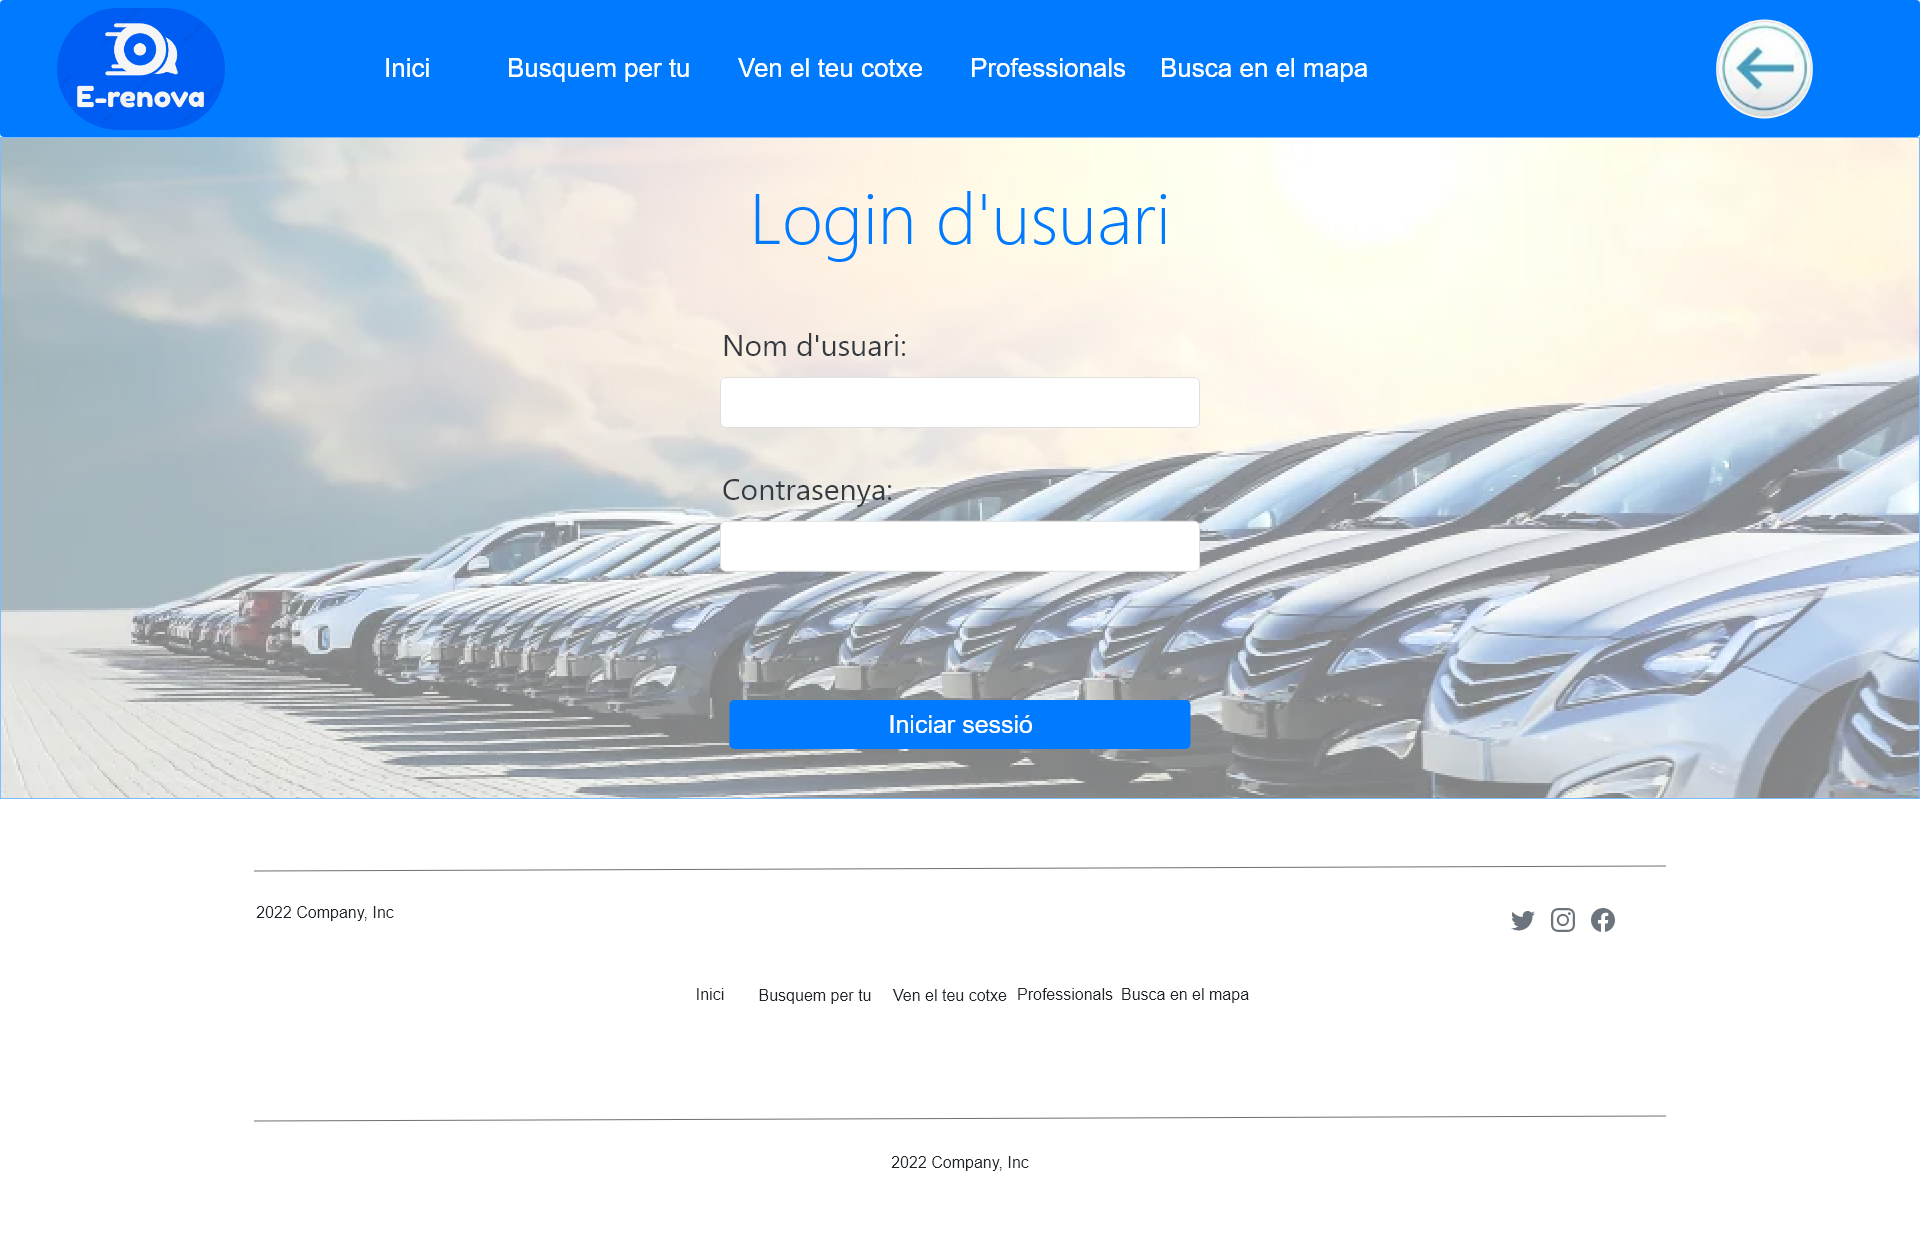 E-renova
Inici
Busquem per tu
Ven el teu cotxe
Professionals
Busca en el mapa
Login d'usuari
Nom d'usuari:
Contrasenya:
Iniciar sessió
2022 Company, Inc
Inici
Busquem per tu
Ven el teu cotxe
Professionals
Busca en el mapa
2022 Company, Inc